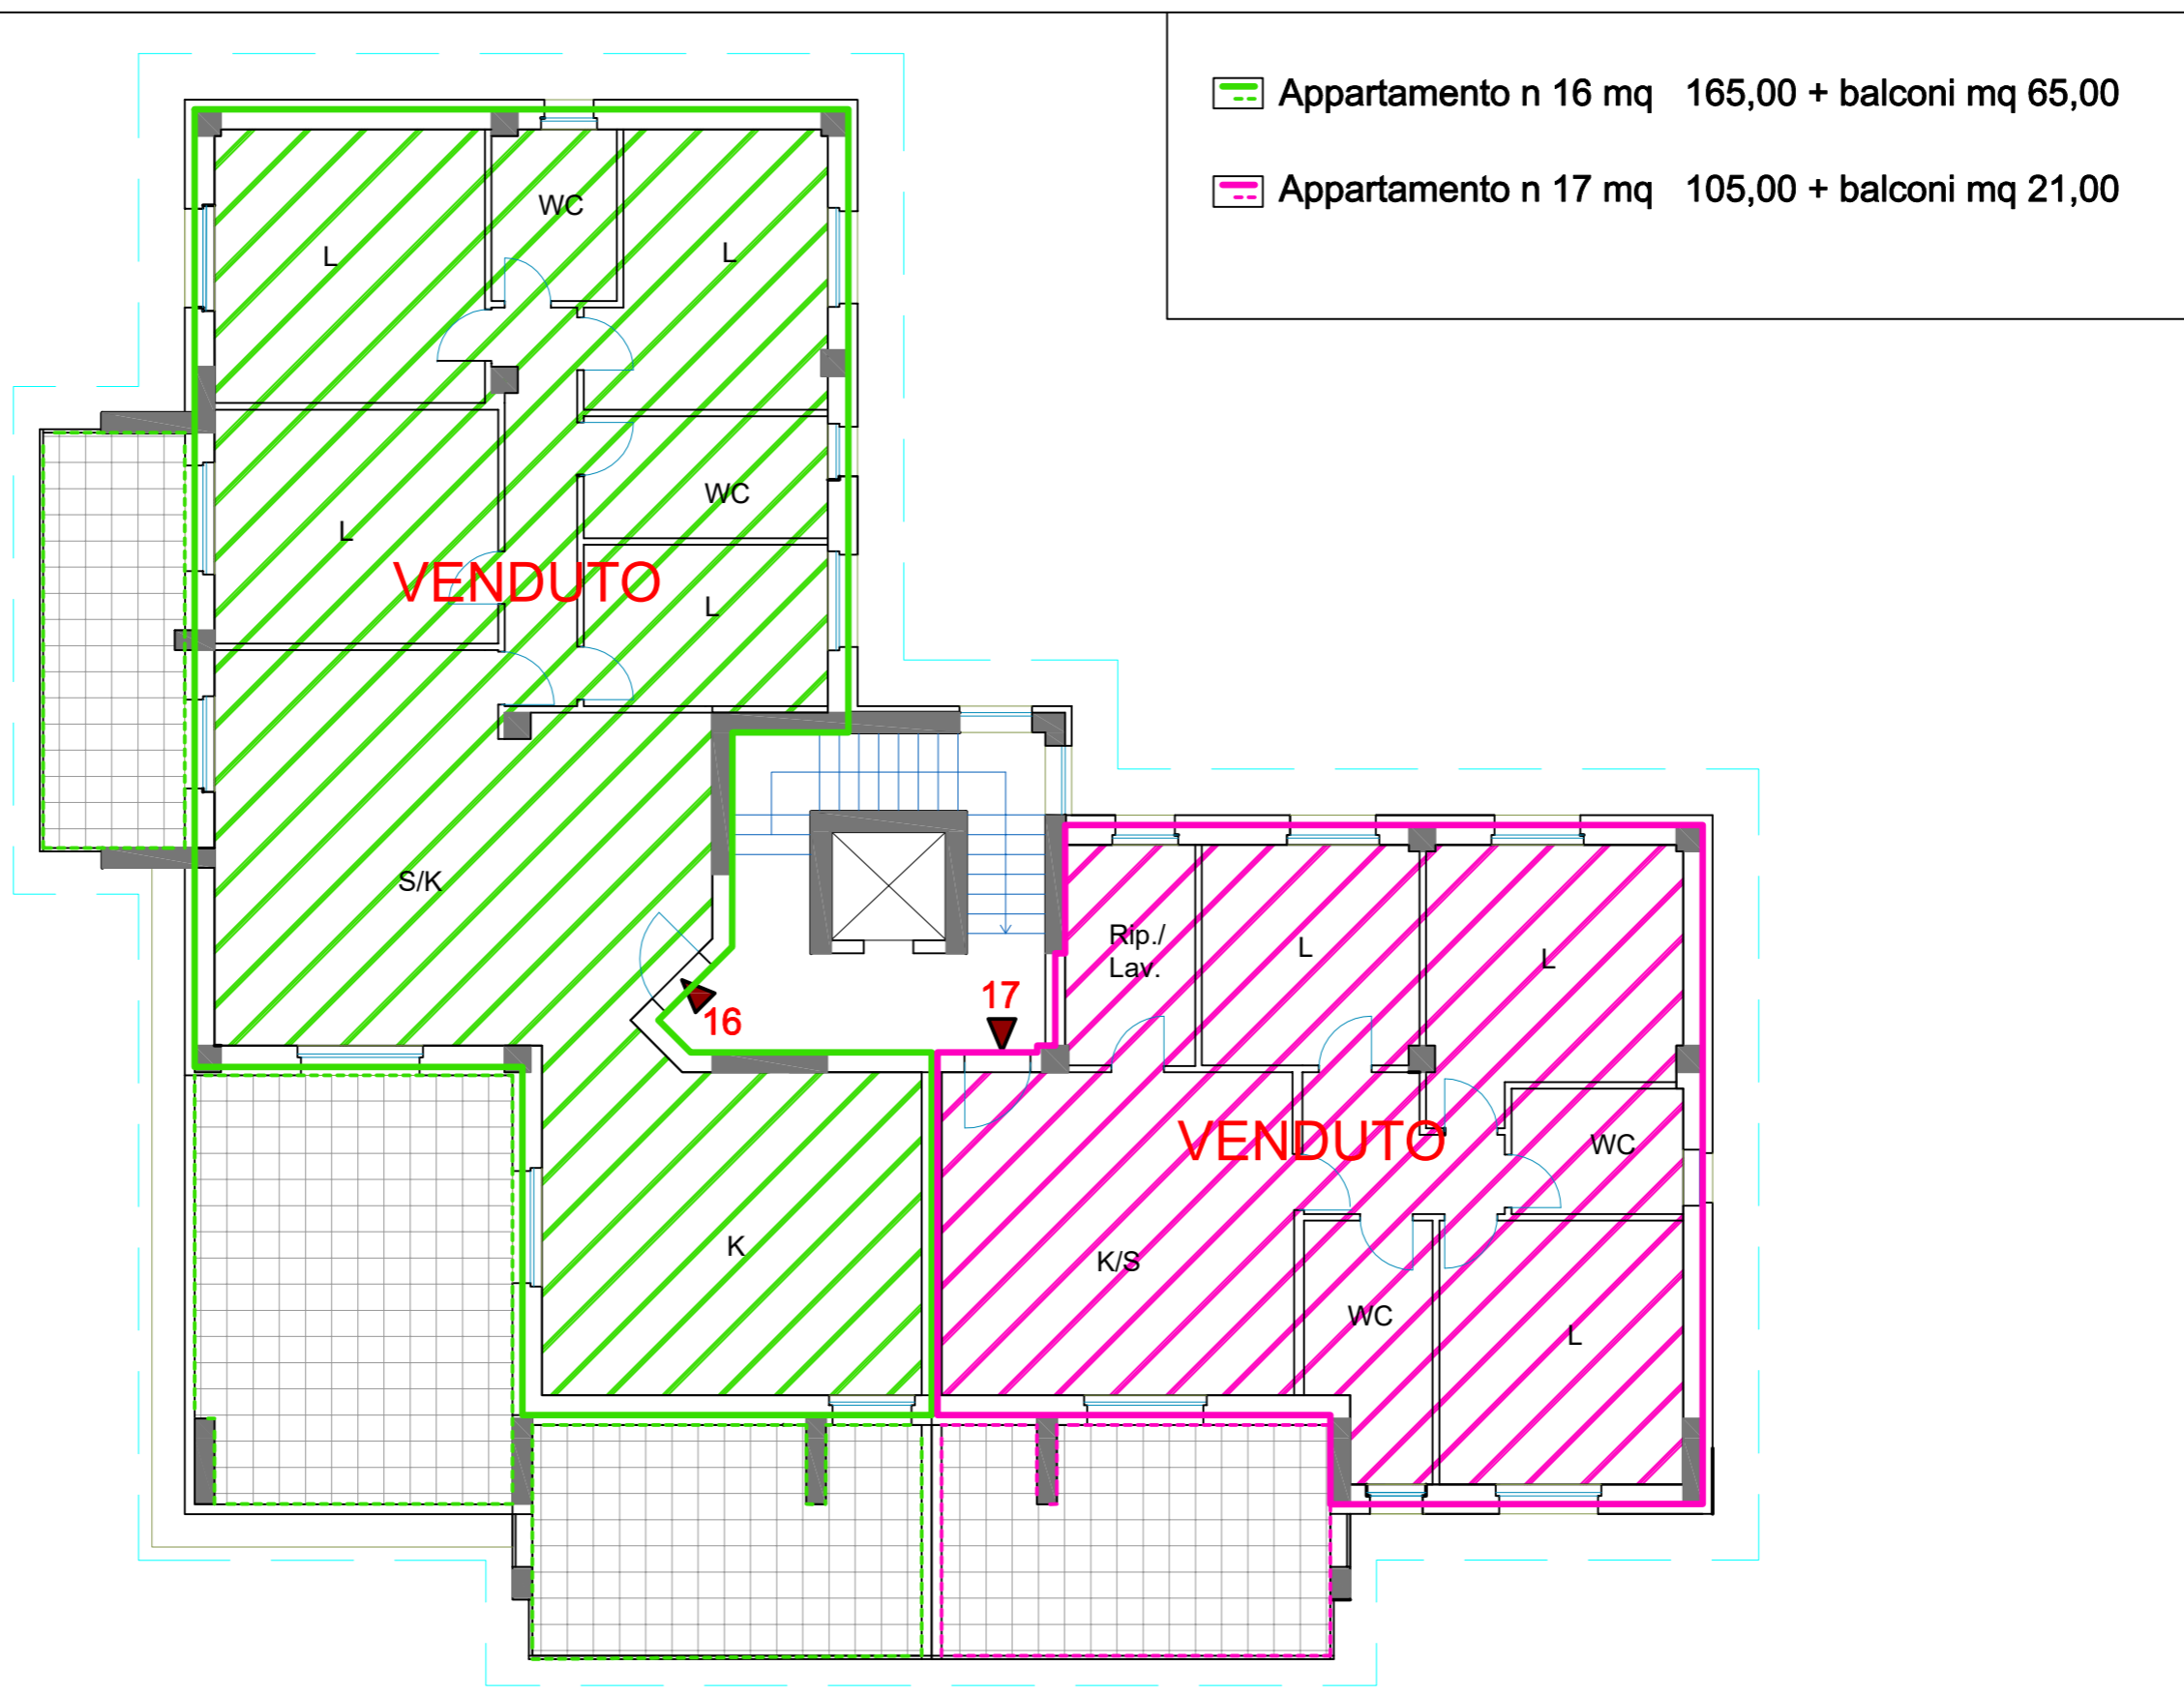 Appartamento n 16 mq 165,00 + balconi mq 65,00
Appartamento n 17 mq 105,00 + balconi mq 21,00
WC
L
L
WC
L
VENDUTO
L
S/K
Rip./
Lav.
L
L
17
16
VENDUTO
WC
K
K/S
WC
L